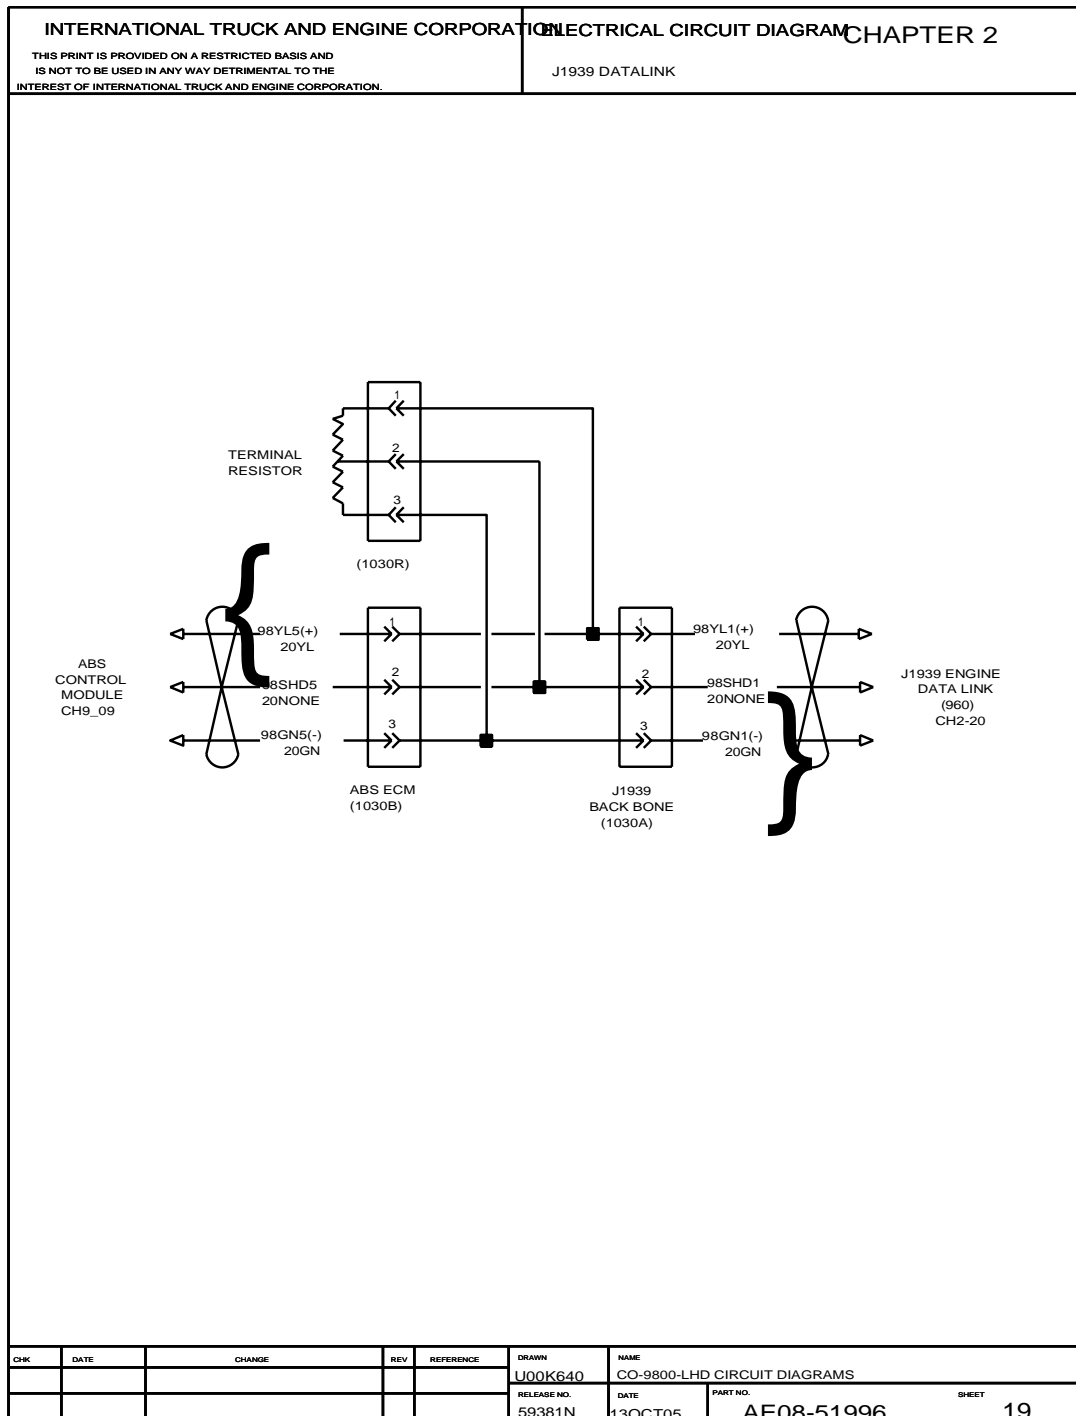 INTERNATIONAL TRUCK AND ENGINE CORPORATION
THIS PRINT IS PROVIDED ON A RESTRICTED BASIS AND
IS NOT TO BE USED IN ANY WAY DETRIMENTAL TO THE
INTEREST OF INTERNATIONAL TRUCK AND ENGINE CORPORATION.
ELECTRICAL CIRCUIT DIAGRAM
CHAPTER 2
J1939 DATALINK
1
2
3
TERMINAL
RESISTOR
(1030R)
ABS
CONTROL
MODULE
CH9_09
98YL5(+)
20YL
98SHD5
20NONE
98GN5(-)
20GN
1
2
3
ABS ECM
(1030B)
1
2
3
J1939
BACK BONE
(1030A)
98YL1(+)
20YL
98SHD1
20NONE
98GN1(-)
20GN
J1939 ENGINE
DATA LINK
(960)
CH2-20
CHK DATE CHANGE REV REFERENCE
DRAWN
U00K640
NAME
CO-9800-LHD CIRCUIT DIAGRAMS
RELEASE NO.
59381N
DATE
13OCT05
PART NO.
AE08-51996
SHEET
19